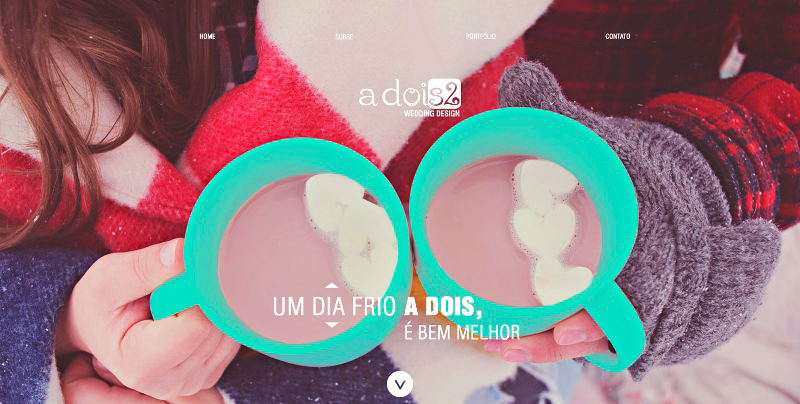 HOME SOBRE PORTFÓLIO CONTATO
a dois2
WEDDING DESIGN
UM DIA FRIO A DOIS,
É BEM MELHOR